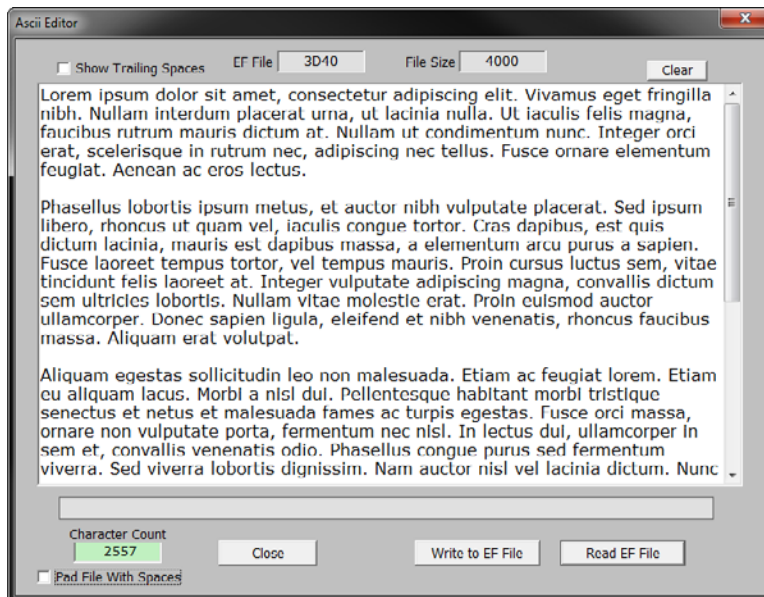 Ascii Editor
Show Trailing Spaces EF File 3D40 File Size 4000 Clear
Lorem ipsum dolor sit amet, consectetur adipiscing elit. Vivamus eget fringilla
nibh. Nullam interdum placerat urna, ut lacinia nulla. Ut iaculis felis magna,
faucibus rutrum mauris dictum at. Nullam ut condimentum nunc. Integer orci
erat, scelerisque in rutrum nec, adipiscing nec tellus. Fusce ornare elementum
feugiat. Aenean ac eros lectus.
Phasellus lobortis ipsum metus, et auctor nibh vulputate placerat. Sed ipsum
libero, rhoncus ut quam vel, iaculis congue tortor. Cras dapibus, est quis
dictum lacinia, mauris est dapibus massa, a elementum arcu purus a sapien.
Fusce laoreet tempus tortor, vel tempus mauris. Proin cursus luctus sem, vitae
tincidunt felis laoreet at. Integer vulputate adipiscing magna, convallis dictum
sem ultricies lobortis. Nullam vitae molestie erat. Proin euismod auctor
ullamcorper. Donec sapien ligula, eleifend et nibh venenatis, rhoncus faucibus
massa. Aliquam erat volutpat.
Aliquam egestas sollicitudin leo non malesuada. Etiam ac feugiat lorem. Etiam
eu aliquam lacus. Morbi a nisl dui. Pellentesque habitant morbi tristique
senectus et netus et malesuada fames ac turpis egestas. Fusce orci massa,
ornare non vulputate porta, fermentum nec nisl. In lectus dui, ullamcorper in
sem et, convallis venenatis odio. Phasellus congue purus sed fermentum
viverra. Sed viverra lobortis dignissim. Nam auctor nisl vel lacinia dictum. Nunc
Character Count
2557
Close Write to EF File Read EF File
Pad File With Spaces